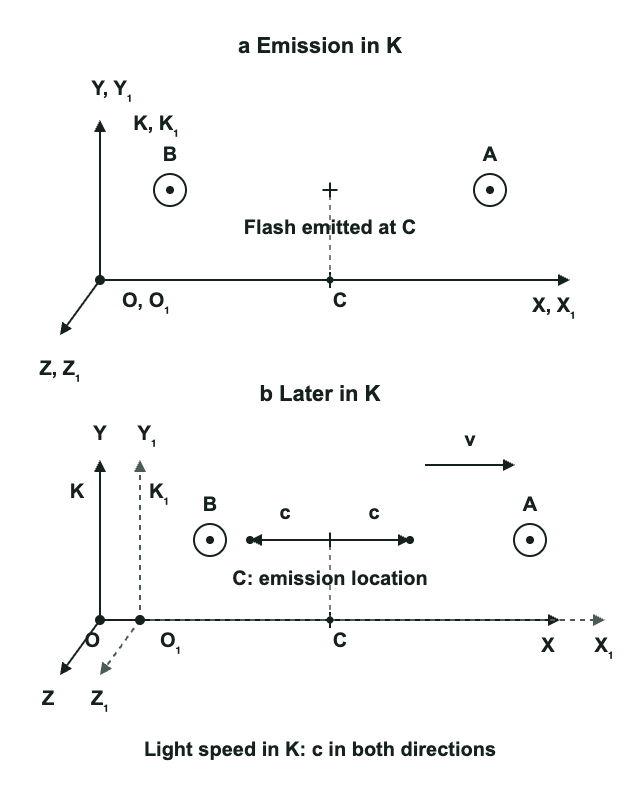 a Emission in K
Y, Y₁
K, K₁
B
A
Flash emitted at C
O, O₁
C
X, X₁
Z, Z₁
b Later in K
Y
Y₁
v
K
K₁
B
A
c
c
C: emission location
O
O₁
C
X
X₁
Z
Z₁
Light speed in K: c in both directions